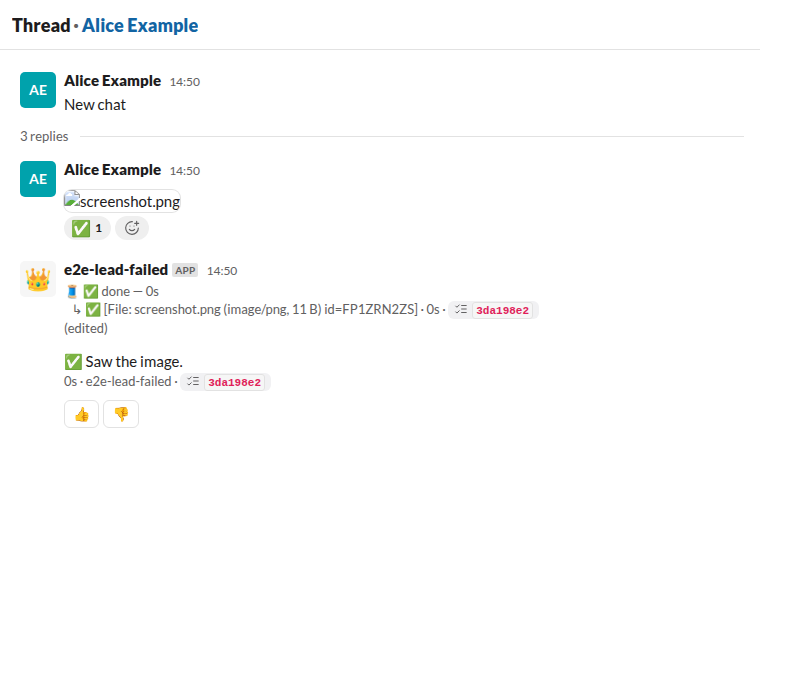 Thread • Alice Example
AE
Alice Example 14:50
New chat
3 replies
AE
Alice Example 14:50
screenshot.png
✅ 1
e2e-lead-failed APP 14:50
🧵 ✅ done — 0s
↳ ✅ [File: screenshot.png (image/png, 11 B) id=FP1ZRN2ZS] · 0s · 3da198e2
(edited)
✅ Saw the image.
0s · e2e-lead-failed · 3da198e2
👍 👎